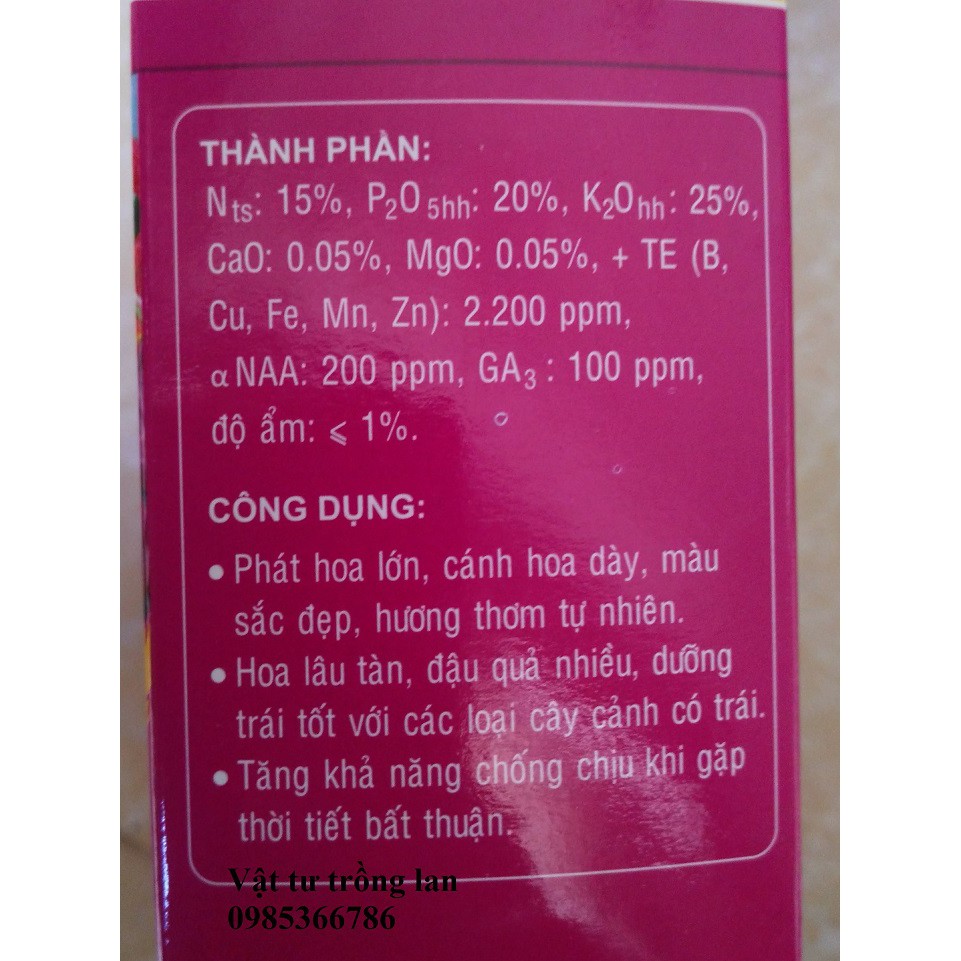 THÀNH PHẦN:
Nts: 15%, P2O5hh: 20%, K2Ohh: 25%,
CaO: 0.05%, MgO: 0.05%, + TE (B,
Cu, Fe, Mn, Zn): 2.200 ppm,
α NAA: 200 ppm, GA3 : 100 ppm,
độ ẩm: ⩽ 1%.
CÔNG DỤNG:
• Phát hoa lớn, cánh hoa dày, màu
sắc đẹp, hương thơm tự nhiên.
• Hoa lâu tàn, đậu quả nhiều, dưỡng
trái tốt với các loại cây cảnh có trái.
• Tăng khả năng chống chịu khi gặp
thời tiết bất thuận.
Vật tư trồng lan
0985366786